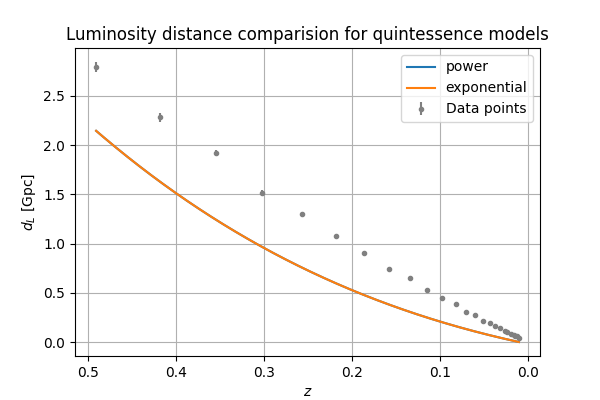 Luminosity distance comparision for quintessence models
power
exponential
Data points
2.5
2.0
1.5
1.0
0.5
0.0
d_L [Gpc]
0.5 0.4 0.3 0.2 0.1 0.0
z